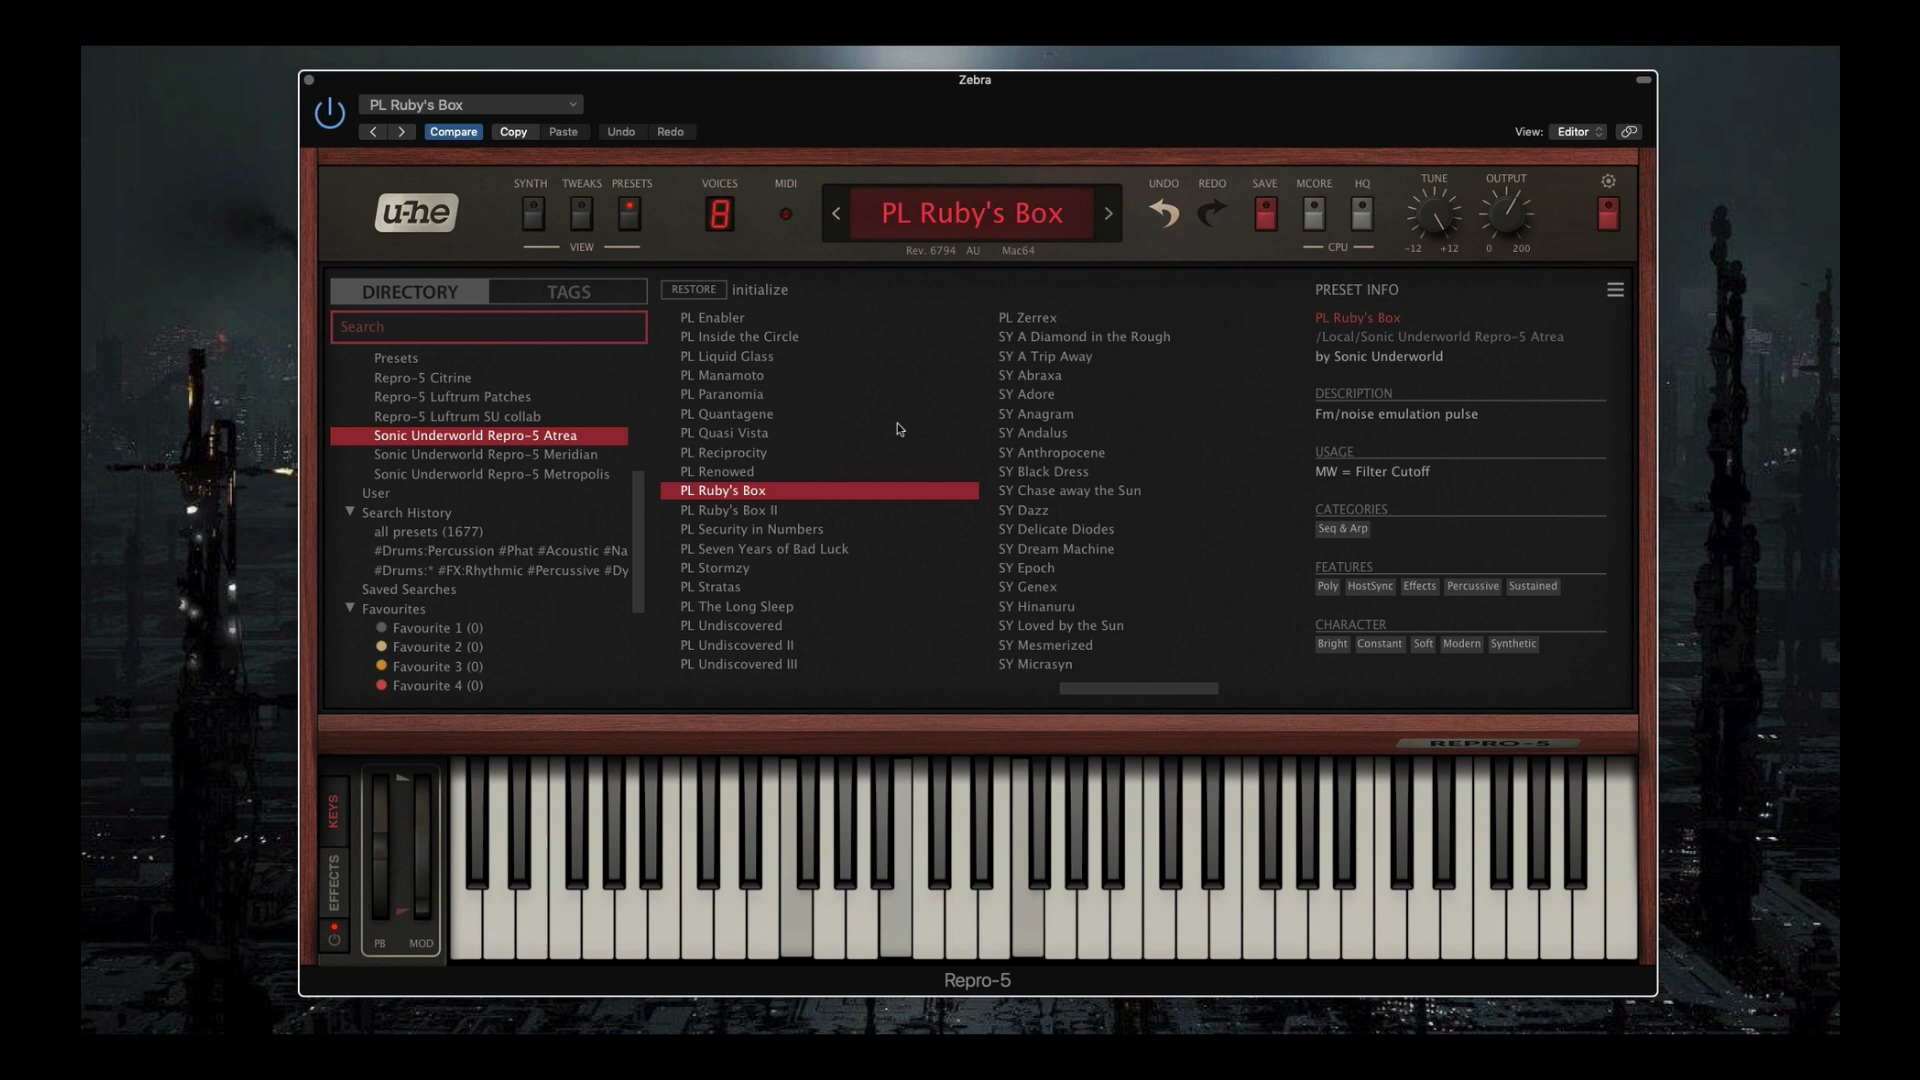 Zebra
PL Ruby's Box
Compare Copy Paste Undo Redo
View: Editor
SYNTH TWEAKS PRESETS VOICES MIDI UNDO REDO SAVE MCORE HQ TUNE OUTPUT
u-he
8
PL Ruby's Box
VIEW
Rev. 6794 AU Mac64
CPU
-12 +12 0 200
DIRECTORY TAGS
Search
Presets
Repro-5 Citrine
Repro-5 Luftrum Patches
Repro-5 Luftrum SU collab
Sonic Underworld Repro-5 Atrea
Sonic Underworld Repro-5 Meridian
Sonic Underworld Repro-5 Metropolis
User
Search History
all presets (1677)
#Drums:Percussion #Phat #Acoustic #Na
#Drums:* #FX:Rhythmic #Percussive #Dy
Saved Searches
Favourites
Favourite 1 (0)
Favourite 2 (0)
Favourite 3 (0)
Favourite 4 (0)
RESTORE initialize
PL Enabler
PL Inside the Circle
PL Liquid Glass
PL Manamoto
PL Paranomia
PL Quantagene
PL Quasi Vista
PL Reciprocity
PL Renowed
PL Ruby's Box
PL Ruby's Box II
PL Security in Numbers
PL Seven Years of Bad Luck
PL Stormzy
PL Stratas
PL The Long Sleep
PL Undiscovered
PL Undiscovered II
PL Undiscovered III
PL Zerrex
SY A Diamond in the Rough
SY A Trip Away
SY Abraxa
SY Adore
SY Anagram
SY Andalus
SY Anthropocene
SY Black Dress
SY Chase away the Sun
SY Dazz
SY Delicate Diodes
SY Dream Machine
SY Epoch
SY Genex
SY Hinanuru
SY Loved by the Sun
SY Mesmerized
SY Micrasyn
PRESET INFO
PL Ruby's Box
/Local/Sonic Underworld Repro-5 Atrea
by Sonic Underworld
DESCRIPTION
Fm/noise emulation pulse
USAGE
MW = Filter Cutoff
CATEGORIES
Seq & Arp
FEATURES
Poly HostSync Effects Percussive Sustained
CHARACTER
Bright Constant Soft Modern Synthetic
REPRO-5
KEYS
EFFECTS
PB MOD
Repro-5